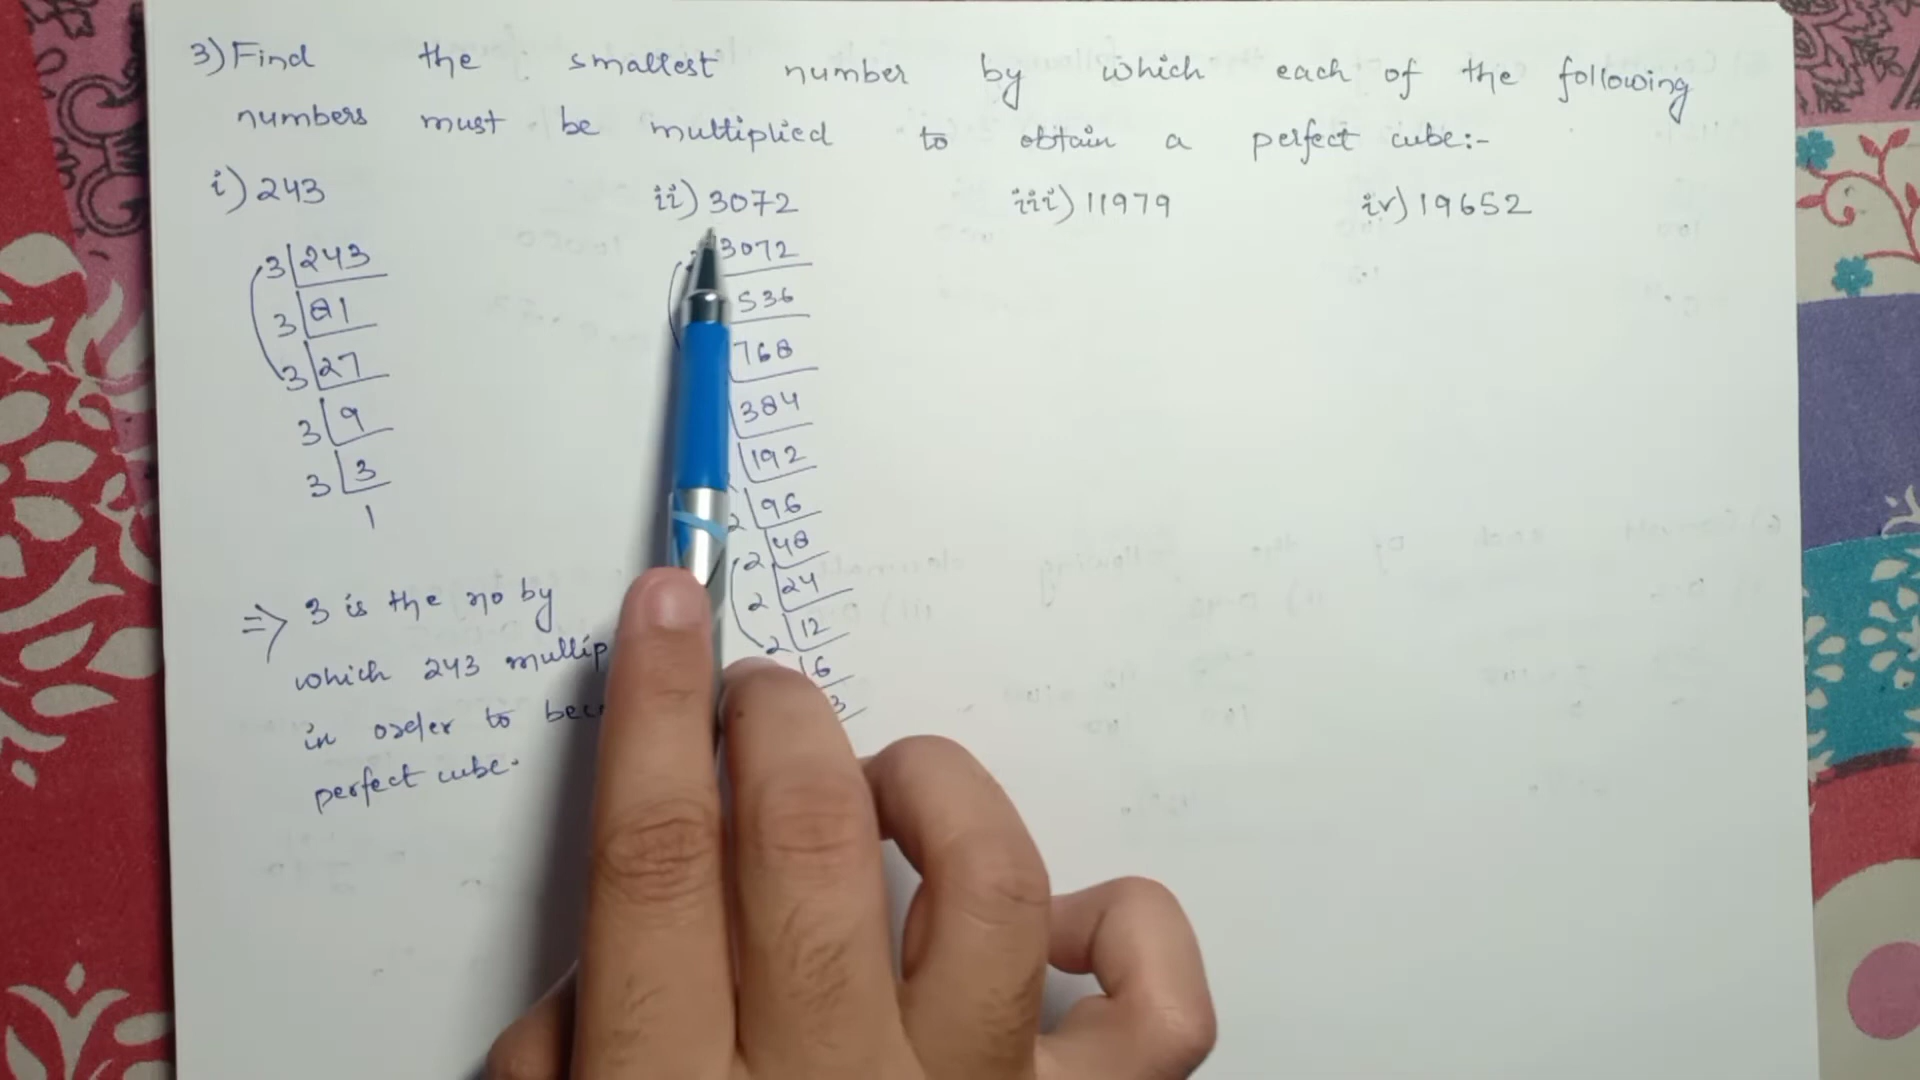 3) Find the smallest number by which each of the following
numbers must be multiplied to obtain a perfect cube:-
i) 243 ii) 3072 iii) 11979 iv) 19652
3 243
3 81
3 27
3 9
3 3
1
⇒ 3 is the no by
which 243
in order to
perfect cube.
3072
536
768
384
192
2 96
2 48
2 24
2 12
6
3